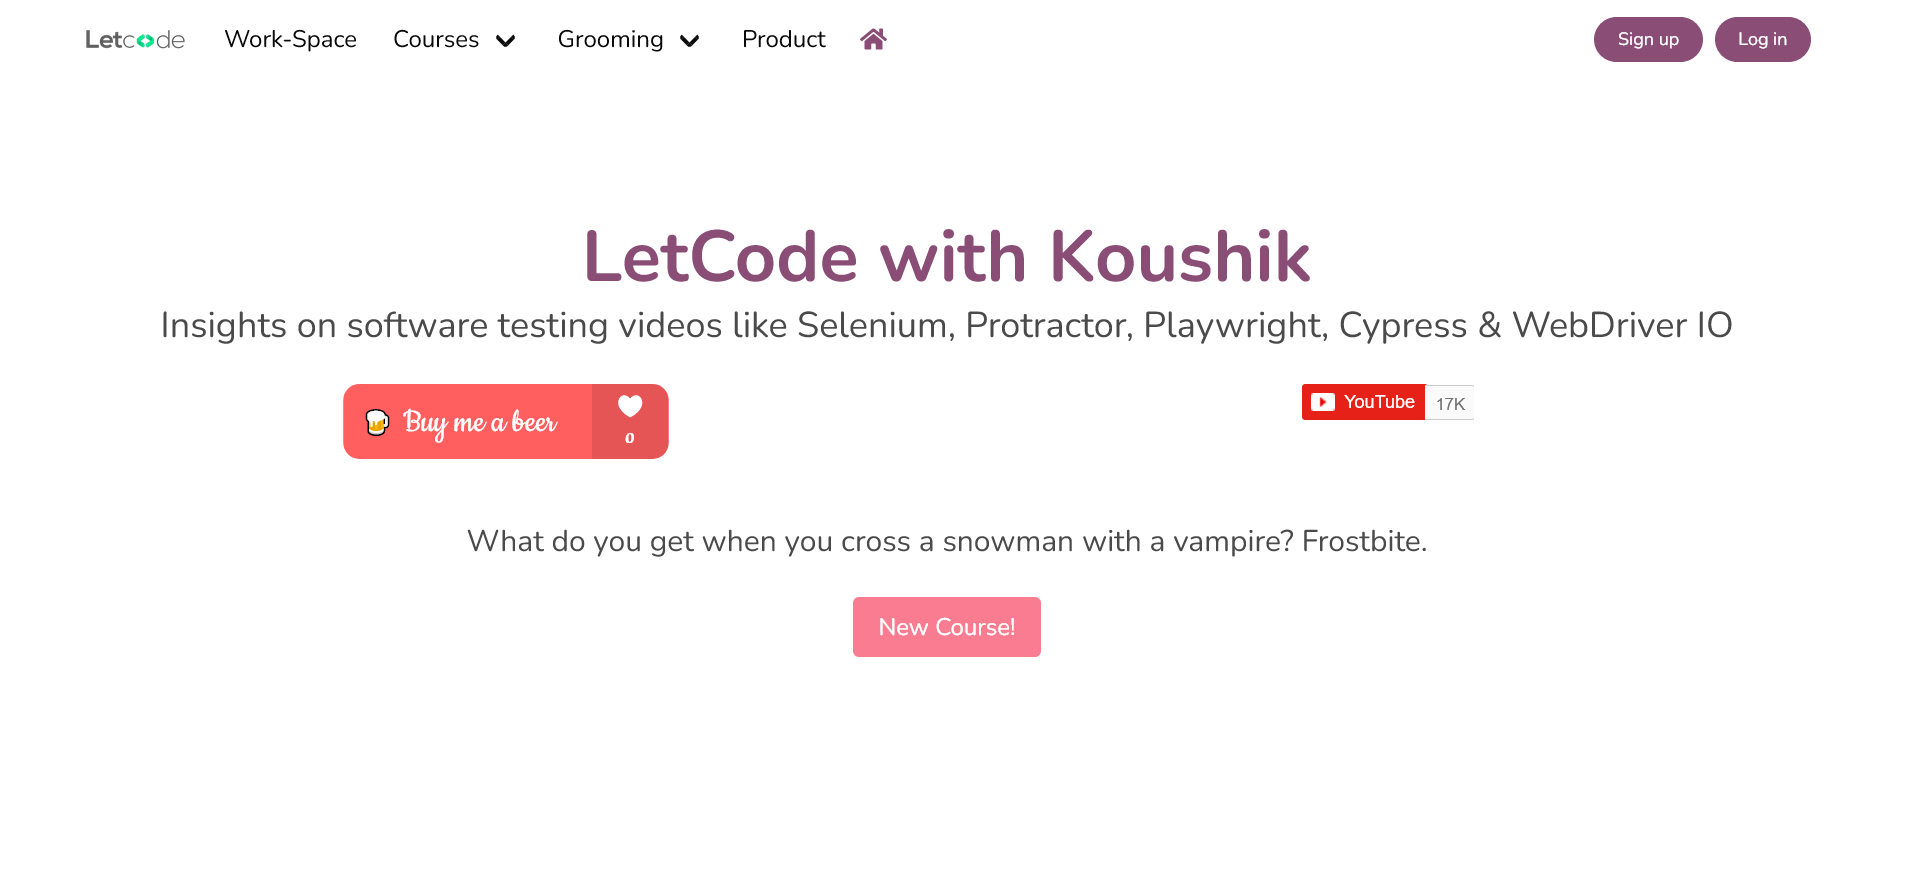 Letcode Work-Space Courses Grooming Product Sign up Log in
LetCode with Koushik
Insights on software testing videos like Selenium, Protractor, Playwright, Cypress & WebDriver IO
Buy me a beer 0 YouTube 17K
What do you get when you cross a snowman with a vampire? Frostbite.
New Course!